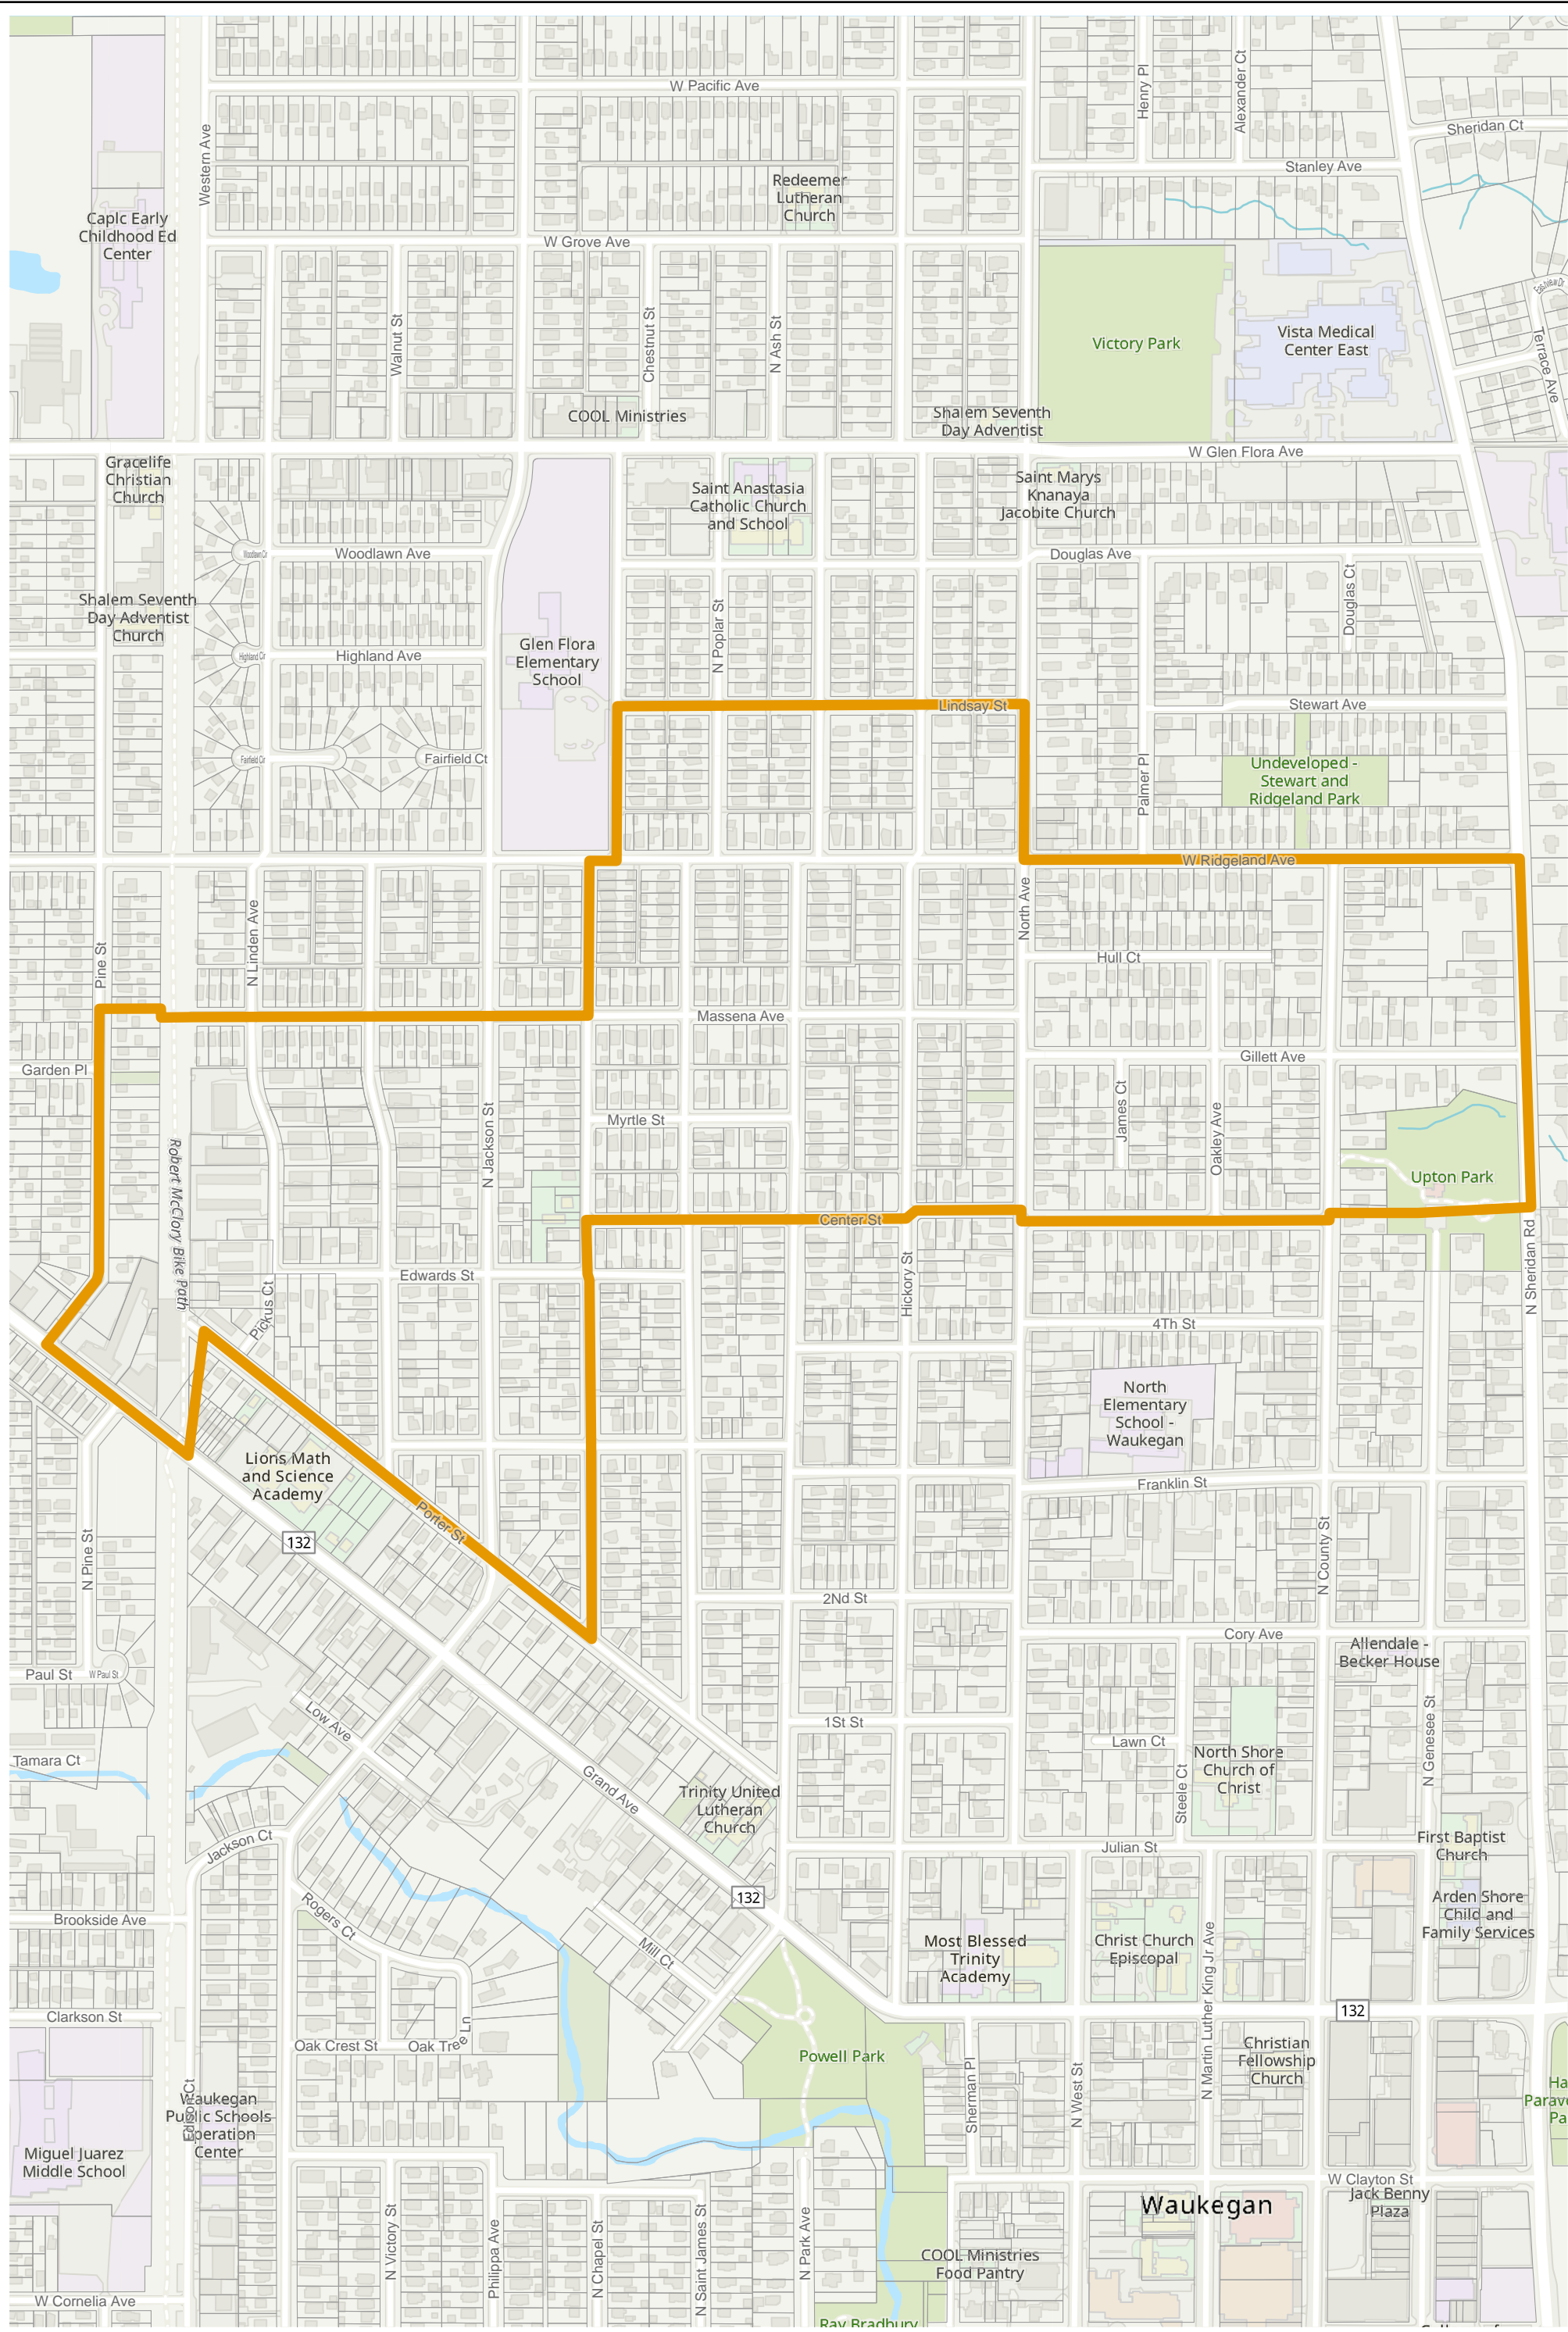 W Pacific Ave
Henry Pl
Alexander Ct
Sheridan Ct
Western Ave
Stanley Ave
Redeemer
Lutheran
Church
Caplc Early
Childhood Ed
Center
W Grove Ave
Walnut St
Chestnut St
N Ash St
Victory Park
Vista Medical
Center East
Terrace Ave
COOL Ministries
Shalem Seventh
Day Adventist
W Glen Flora Ave
Gracelife
Christian
Church
Saint Anastasia
Catholic Church
and School
Saint Marys
Knanaya
Jacobite Church
Woodlawn Cir
Woodlawn Ave
Douglas Ave
Douglas Ct
Shalem Seventh
Day Adventist
Church
Highland Cir
Highland Ave
Glen Flora
Elementary
School
N Poplar St
Lindsay St
Stewart Ave
Fairfield Cir
Fairfield Ct
Palmer Pl
Undeveloped -
Stewart and
Ridgeland Park
W Ridgeland Ave
Pine St
N Linden Ave
North Ave
Hull Ct
Massena Ave
Garden Pl
Gillett Ave
Myrtle St
James Ct
Oakley Ave
N Jackson St
Robert McClory Bike Path
Upton Park
Center St
Hickory St
N Sheridan Rd
Edwards St
Pickus Ct
4Th St
North
Elementary
School -
Waukegan
Lions Math
and Science
Academy
Porter St
132
Franklin St
N Pine St
N County St
2Nd St
Cory Ave
Allendale -
Becker House
Paul St
W Paul St
Low Ave
1St St
Lawn Ct
N Genesee St
Tamara Ct
Grand Ave
Steele Ct
North Shore
Church of
Christ
Trinity United
Lutheran
Church
Jackson Ct
Julian St
First Baptist
Church
132
Rogers Ct
Brookside Ave
Mill Ct
Most Blessed
Trinity
Academy
Christ Church
Episcopal
N Martin Luther King Jr Ave
Arden Shore
Child and
Family Services
Clarkson St
132
Oak Crest St
Oak Tree Ln
Powell Park
Sherman Pl
N West St
Christian
Fellowship
Church
Edison Ct
Waukegan
Public Schools
Operation
Center
Miguel Juarez
Middle School
W Clayton St
Jack Benny
Plaza
Waukegan
N Victory St
Philippa Ave
N Chapel St
N Saint James St
N Park Ave
COOL Ministries
Food Pantry
W Cornelia Ave
Ray Bradbury